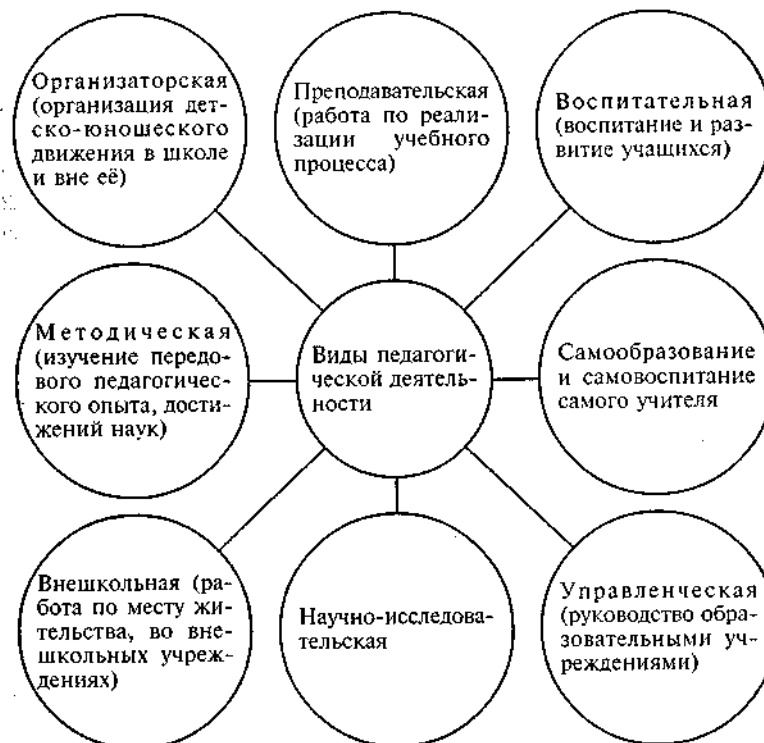 Организаторская
(организация дет-
ско-юношеского
движения в школе
и вне её)
Преподавательская
(работа по реали-
зации учебного
процесса)
Воспитательная
(воспитание и раз-
витие учащихся)
Методическая
(изучение передо-
вого педагогичес-
кого опыта, дости-
жений наук)
Виды педагоги-
ческой деятель-
ности
Самообразование
и самовоспитание
самого учителя
Внешкольная (ра-
бота по месту жи-
тельства, во вне-
школьных учреж-
дениях)
Научно-исследова-
тельская
Управленческая
(руководство обра-
зовательными уч-
реждениями)